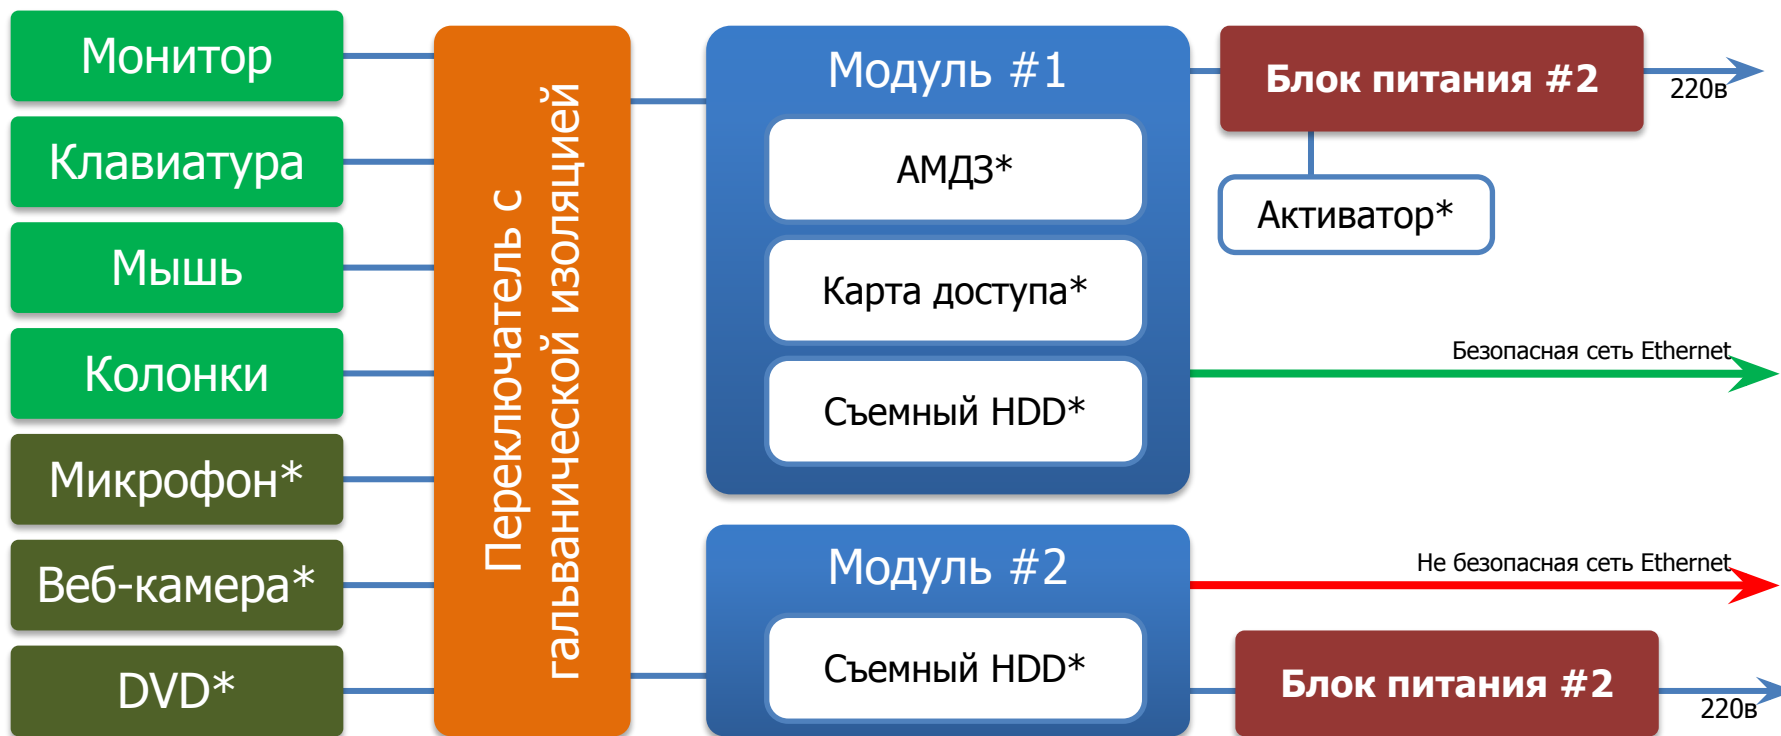 Монитор
Клавиатура
Мышь
Колонки
Микрофон*
Веб-камера*
DVD*
Переключатель с
гальванической изоляцией
Модуль #1
АМДЗ*
Карта доступа*
Съемный HDD*
Блок питания #2
220в
Активатор*
Безопасная сеть Ethernet
Модуль #2
Съемный HDD*
Не безопасная сеть Ethernet
Блок питания #2
220в